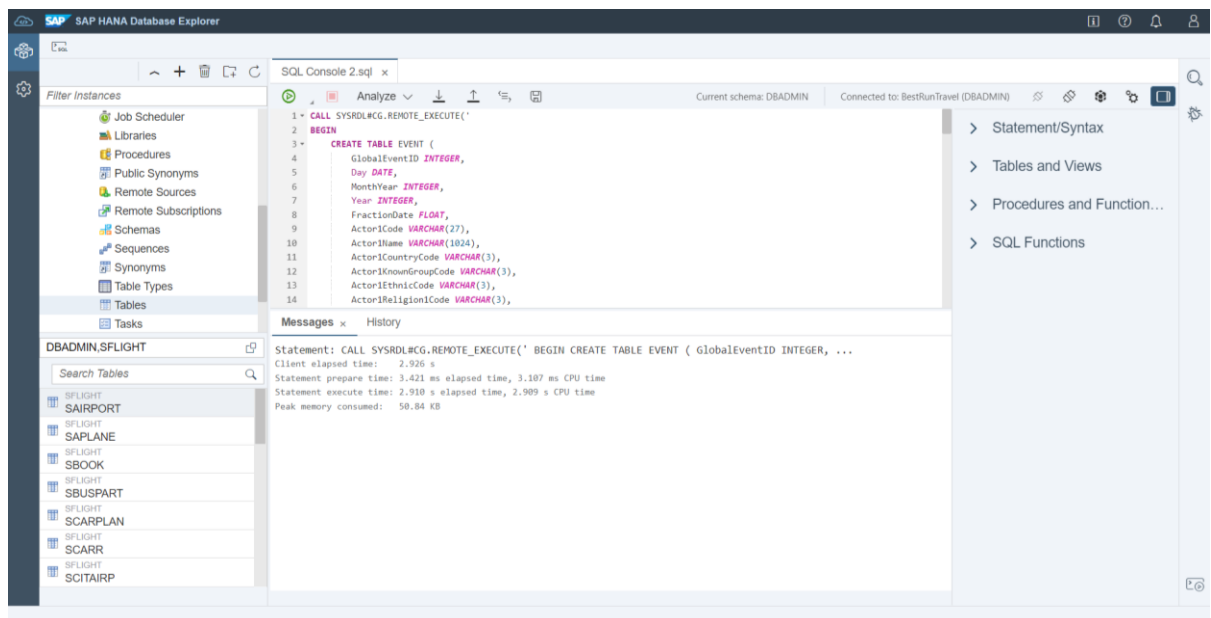 SAP SAP HANA Database Explorer
SQL
SQL Console 2.sql ×
Filter Instances
Analyze
Current schema: DBADMIN
Connected to: BestRunTravel (DBADMIN)
Job Scheduler
Libraries
Procedures
Public Synonyms
Remote Sources
Remote Subscriptions
Schemas
Sequences
Synonyms
Table Types
Tables
Tasks
1 CALL SYSRDL#CG.REMOTE_EXECUTE('
2 BEGIN
3 CREATE TABLE EVENT (
4 GlobalEventID INTEGER,
5 Day DATE,
6 MonthYear INTEGER,
7 Year INTEGER,
8 FractionDate FLOAT,
9 Actor1Code VARCHAR(27),
10 Actor1Name VARCHAR(1024),
11 Actor1CountryCode VARCHAR(3),
12 Actor1KnownGroupCode VARCHAR(3),
13 Actor1EthnicCode VARCHAR(3),
14 Actor1Religion1Code VARCHAR(3),
Statement/Syntax
Tables and Views
Procedures and Function...
SQL Functions
DBADMIN,SFLIGHT
Search Tables
SFLIGHT
SAIRPORT
SFLIGHT
SAPLANE
SFLIGHT
SBOOK
SFLIGHT
SBUSPART
SFLIGHT
SCARPLAN
SFLIGHT
SCARR
SFLIGHT
SCITAIRP
Messages × History
Statement: CALL SYSRDL#CG.REMOTE_EXECUTE(' BEGIN CREATE TABLE EVENT ( GlobalEventID INTEGER, ...
Client elapsed time: 2.926 s
Statement prepare time: 3.421 ms elapsed time, 3.107 ms CPU time
Statement execute time: 2.910 s elapsed time, 2.909 s CPU time
Peak memory consumed: 50.84 KB